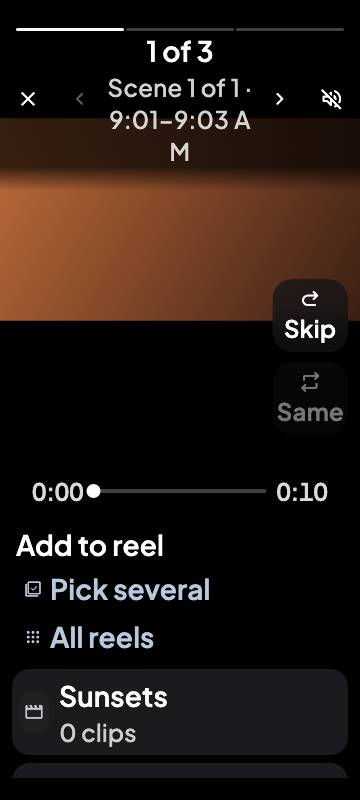 1 of 3
Scene 1 of 1 ·
9:01–9:03 A
M
Skip
Same
0:00
0:10
Add to reel
Pick several
All reels
Sunsets
0 clips